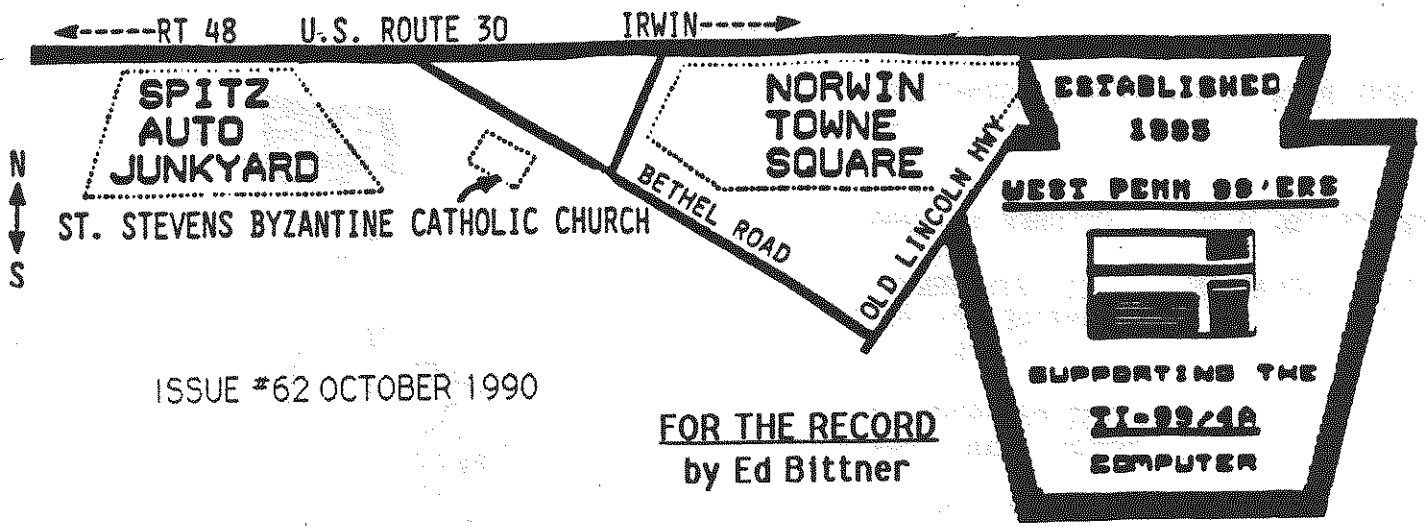 RT 48 U.S. ROUTE 30 IRWIN
SPITZ
AUTO
JUNKYARD
N
S
ST. STEVENS BYZANTINE CATHOLIC CHURCH
BETHEL ROAD
NORWIN
TOWNE
SQUARE
OLD LINCOLN HWY
ESTABLISHED
1985
WEST PENN 99'ERS
SUPPORTING THE
TI-99/4A
COMPUTER
ISSUE #62 OCTOBER 1990
FOR THE RECORD
by Ed Bittner